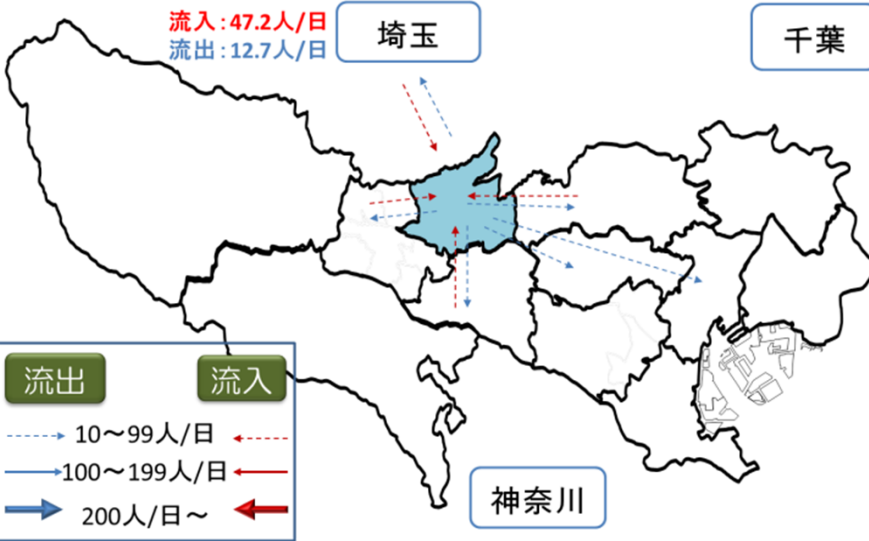 流入：47.2人/日
流出：12.7人/日
埼玉
千葉
流出
流入
10～99人/日
100～199人/日
200人/日～
神奈川